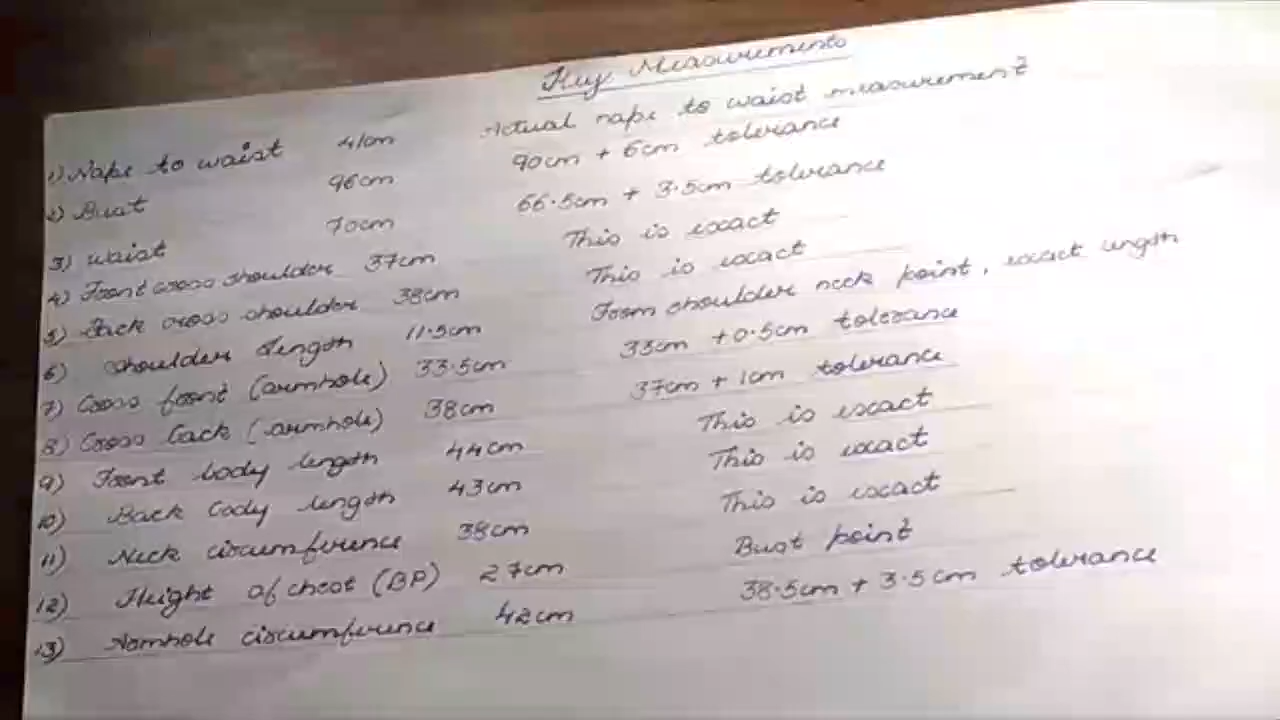 Key Measurements
1) Nape to waist 41cm Actual nape to waist measurement
2) Bust 96cm 90cm + 6cm tolerance
3) Waist 70cm 66.5cm + 3.5cm tolerance
4) Front cross shoulder 37cm This is exact
5) Back cross shoulder 38cm This is exact
6) Shoulder length 11.5cm From shoulder neck point, exact length
7) Cross front (armhole) 33.5cm 33cm + 0.5cm tolerance
8) Cross back (armhole) 38cm 37cm + 1cm tolerance
9) Front body length 44cm This is exact
10) Back body length 43cm This is exact
11) Neck circumference 38cm This is exact
12) Height of chest (BP) 27cm Bust point
13) Armhole circumference 42cm 38.5cm + 3.5cm tolerance